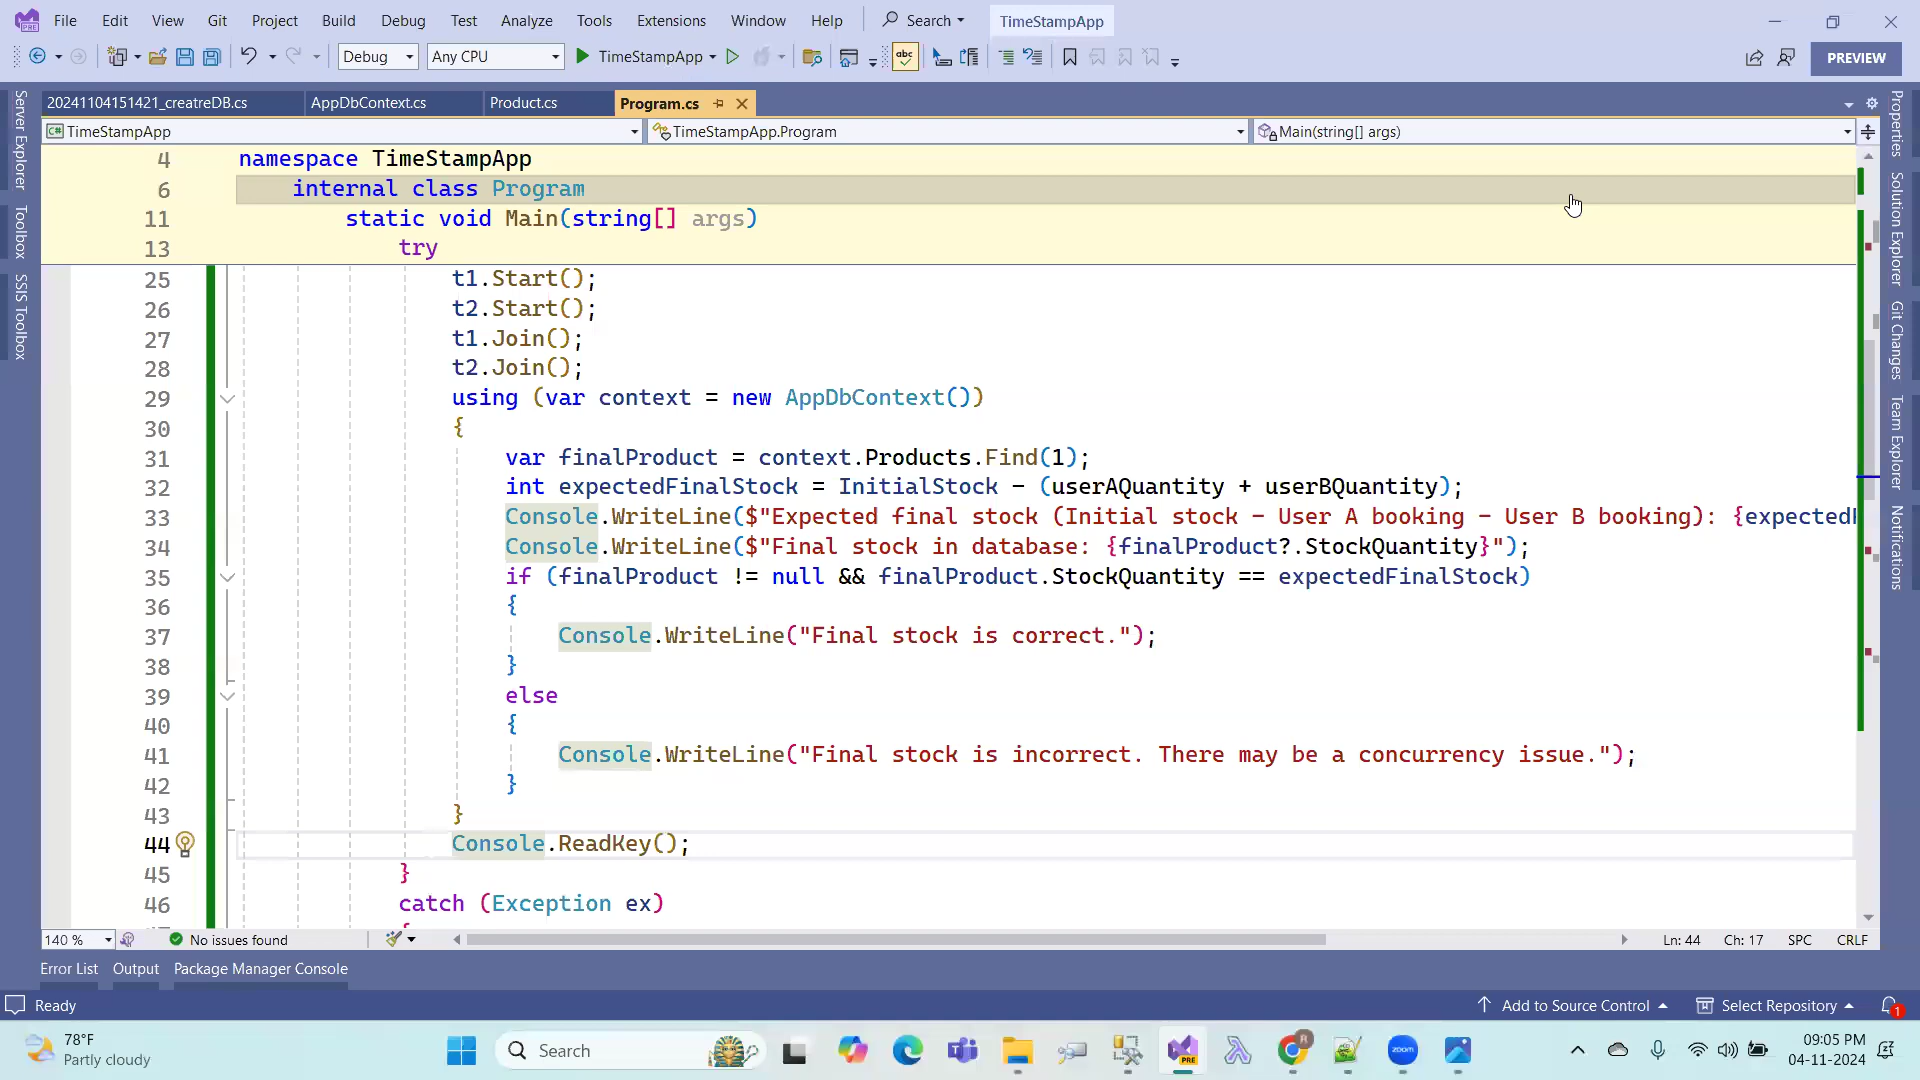 File Edit View Git Project Build Debug Test Analyze Tools Extensions Window Help Search TimeStampApp
Debug Any CPU TimeStampApp abc PREVIEW
20241104151421_creatreDB.cs AppDbContext.cs Product.cs Program.cs
C# TimeStampApp TimeStampApp.Program Main(string[] args)
4 namespace TimeStampApp
6 internal class Program
11 static void Main(string[] args)
13 try
25 t1.Start();
26 t2.Start();
27 t1.Join();
28 t2.Join();
29 using (var context = new AppDbContext())
30 {
31 var finalProduct = context.Products.Find(1);
32 int expectedFinalStock = InitialStock - (userAQuantity + userBQuantity);
33 Console.WriteLine($"Expected final stock (Initial stock - User A booking - User B booking): {expectedF
34 Console.WriteLine($"Final stock in database: {finalProduct?.StockQuantity}");
35 if (finalProduct != null && finalProduct.StockQuantity == expectedFinalStock)
36 {
37 Console.WriteLine("Final stock is correct.");
38 }
39 else
40 {
41 Console.WriteLine("Final stock is incorrect. There may be a concurrency issue.");
42 }
43 }
44 Console.ReadKey();
45 }
46 catch (Exception ex)
140 % No issues found Ln: 44 Ch: 17 SPC CRLF
Error List Output Package Manager Console
Ready Add to Source Control Select Repository 1
Server Explorer
Toolbox
SSIS Toolbox
Properties
Solution Explorer
Git Changes
Team Explorer
Notifications
78°F
Partly cloudy
Search
PRE
zoom
PRE
09:05 PM
04-11-2024